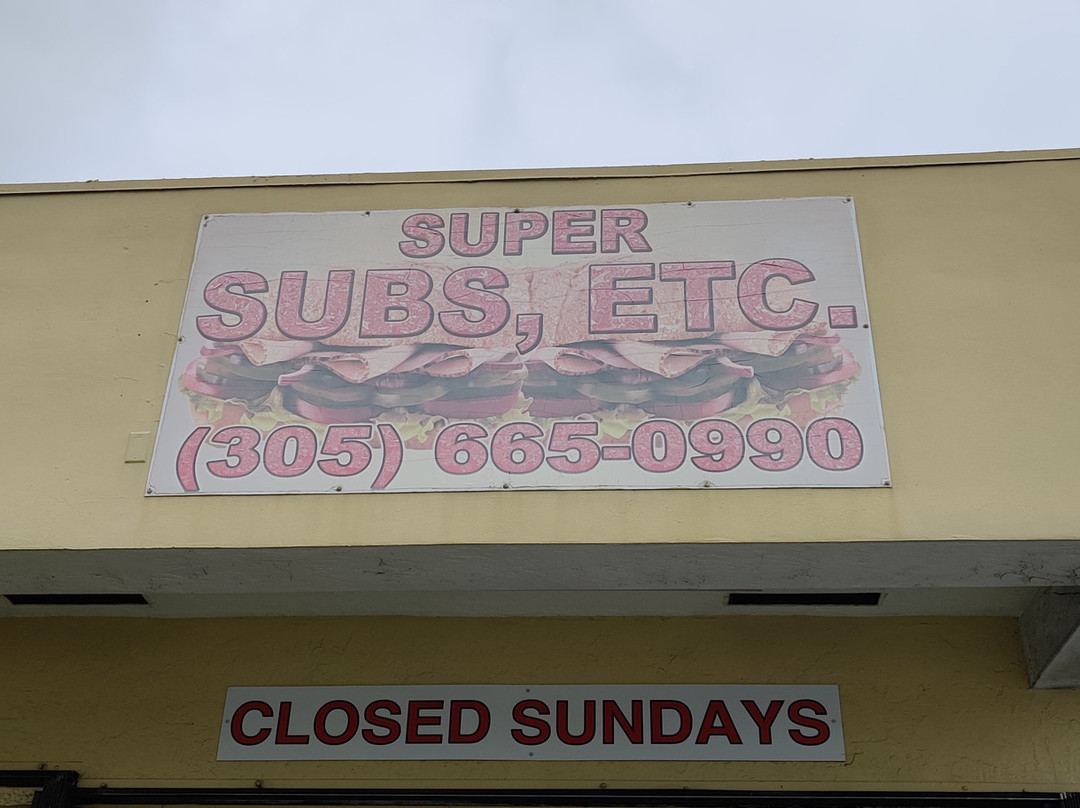 SUPER
SUBS, ETC.
(305) 665-0990
CLOSED SUNDAYS